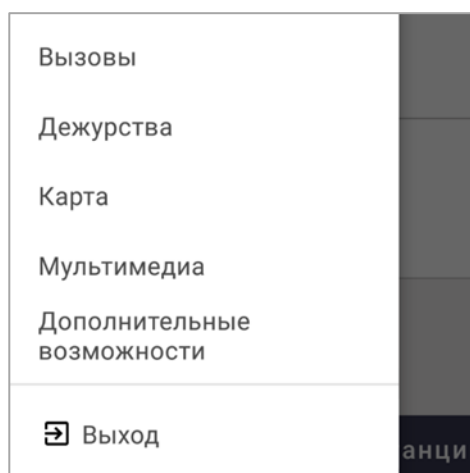 Вызовы
Дежурства
Карта
Мультимедиа
Дополнительные
возможности
Выход
анци